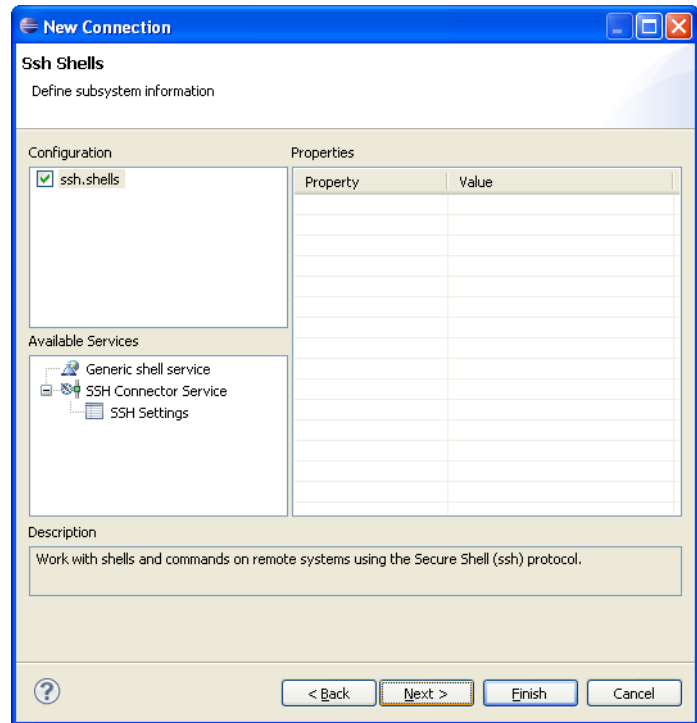 New Connection
Ssh Shells
Define subsystem information
Configuration
Properties
ssh.shells
Property Value
Available Services
Generic shell service
SSH Connector Service
SSH Settings
Description
Work with shells and commands on remote systems using the Secure Shell (ssh) protocol.
? < Back Next > Finish Cancel